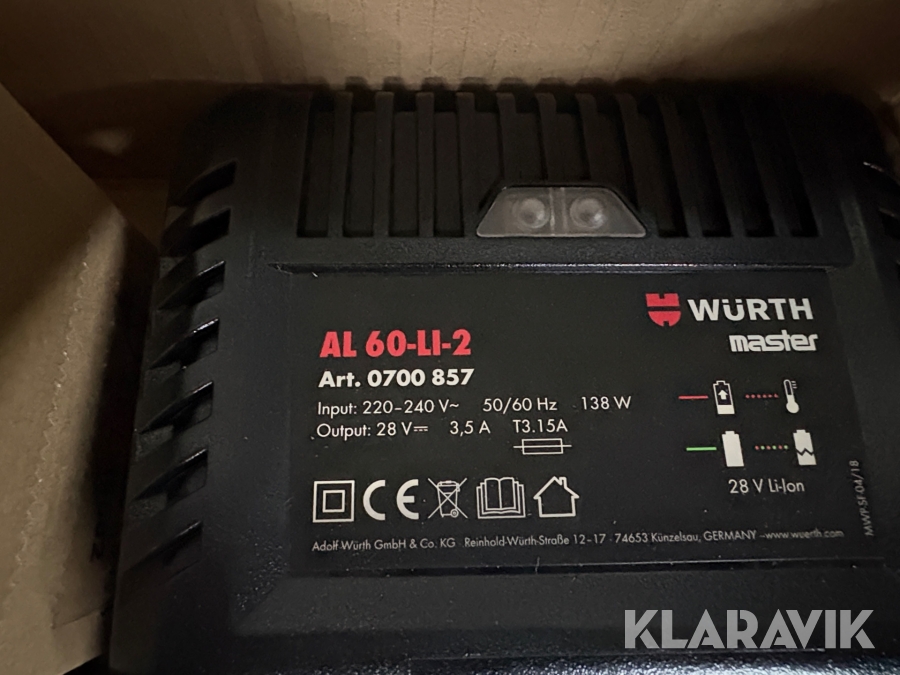 WÜRTH
master
AL 60-LI-2
Art. 0700 857
Input: 220–240 V~ 50/60 Hz 138 W
Output: 28 V⎓ 3,5 A T3.15A
CE
28 V Li-Ion
Adolf Würth GmbH & Co. KG · Reinhold-Würth-Straße 12–17 · 74653 Künzelsau, GERMANY –www.wuerth.com
MWP-SF-04/18
KLARAVIK